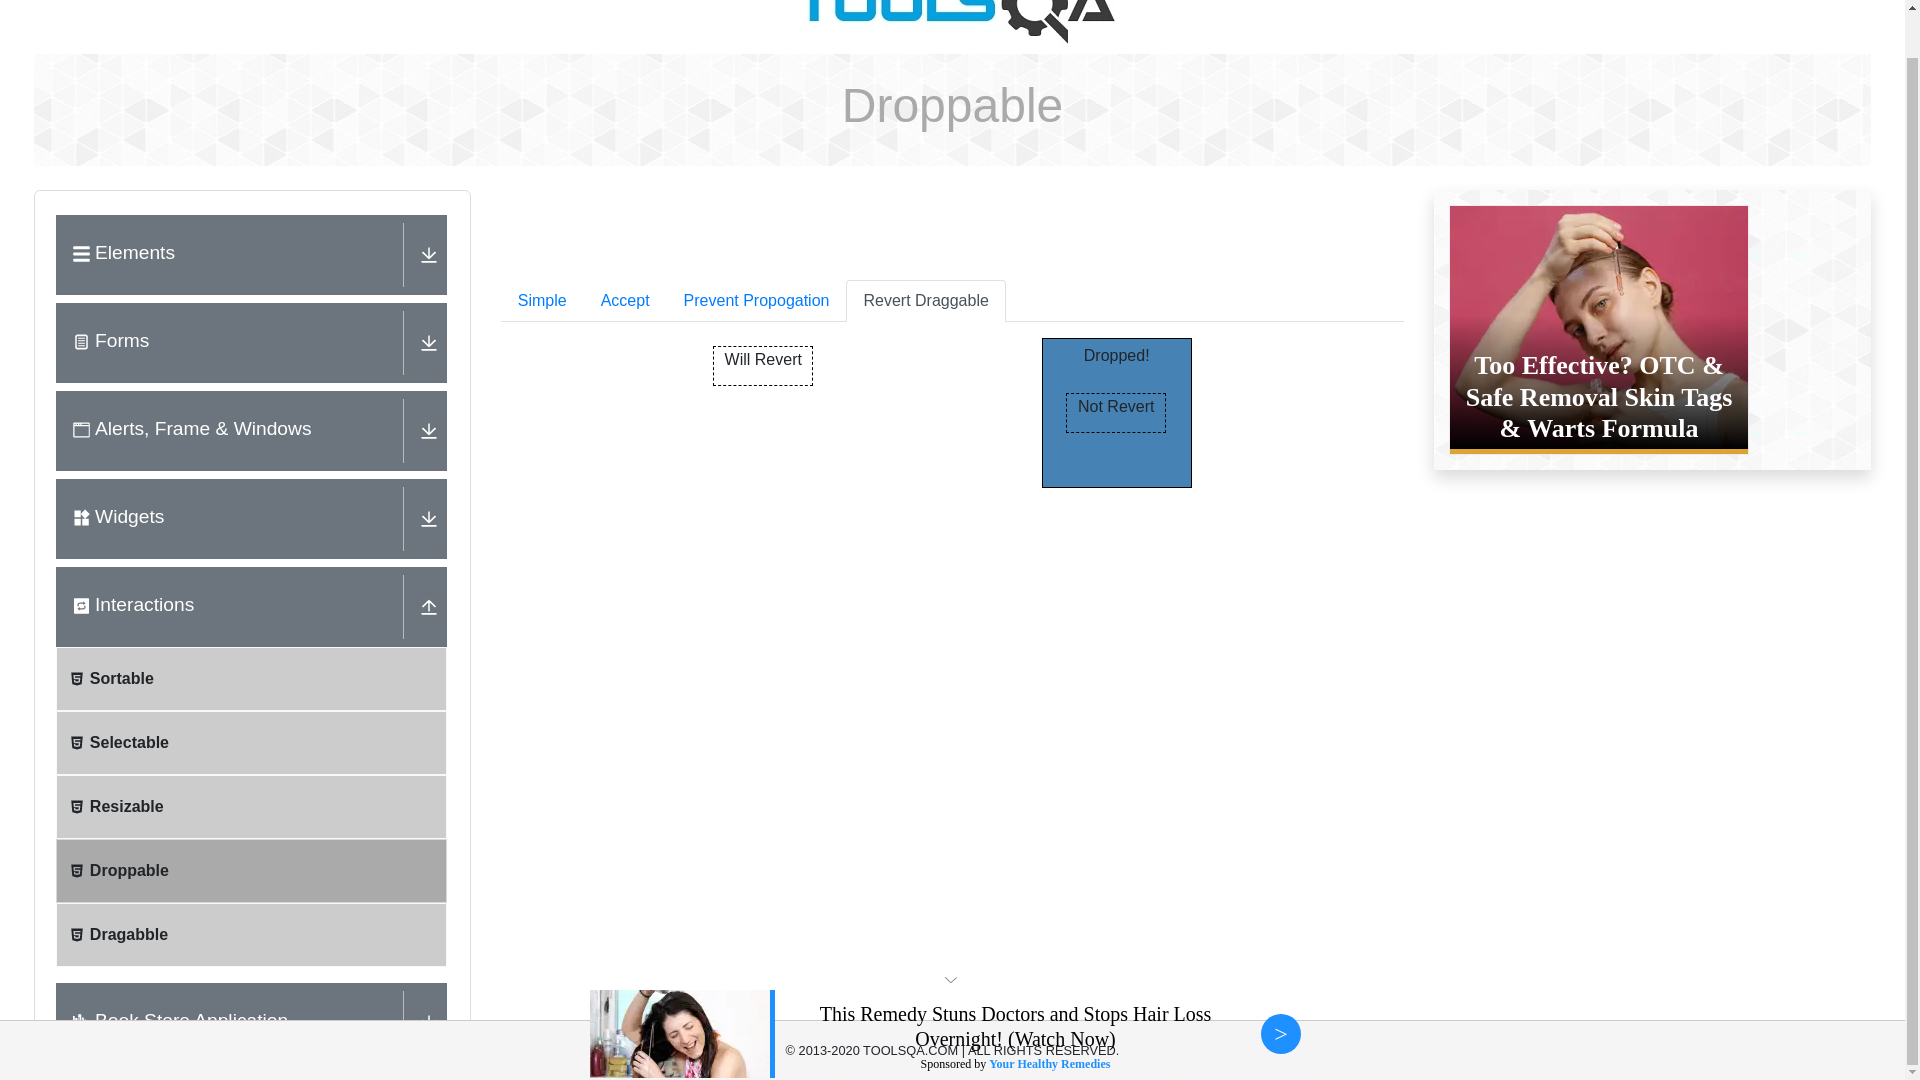 TOOLSQA
Droppable
Elements
Forms
Alerts, Frame & Windows
Widgets
Interactions
Sortable
Selectable
Resizable
Droppable
Dragabble
Book Store Application
Simple
Accept
Prevent Propogation
Revert Draggable
Will Revert
Dropped!
Not Revert
Too Effective? OTC &
Safe Removal Skin Tags
& Warts Formula
This Remedy Stuns Doctors and Stops Hair Loss
Overnight! (Watch Now)
© 2013-2020 TOOLSQA.COM | ALL RIGHTS RESERVED.
Sponsored by Your Healthy Remedies
>